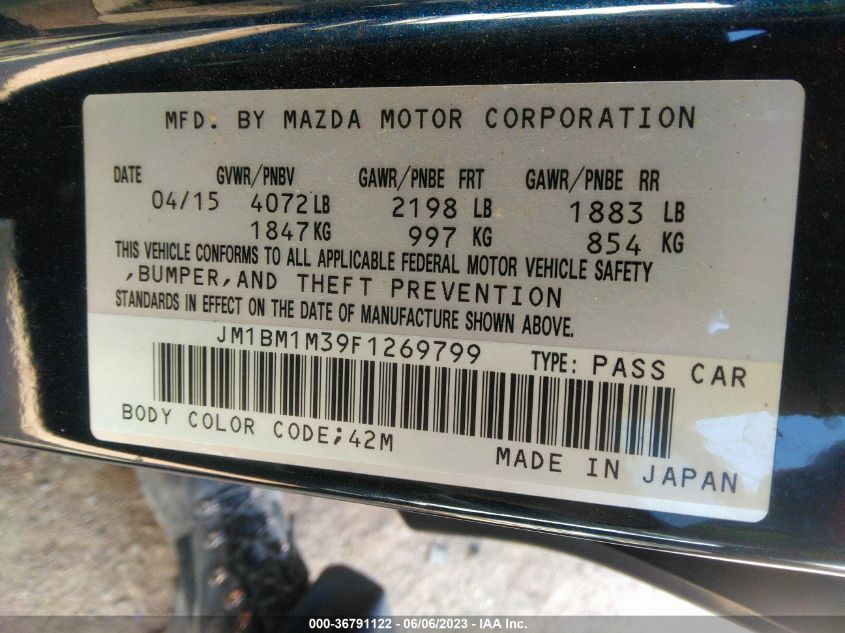 MFD. BY MAZDA MOTOR CORPORATION
DATE GVWR/PNBV GAWR/PNBE FRT GAWR/PNBE RR
04/15 4072 LB 2198 LB 1883 LB
1847 KG 997 KG 854 KG
THIS VEHICLE CONFORMS TO ALL APPLICABLE FEDERAL MOTOR VEHICLE SAFETY
,BUMPER,AND THEFT PREVENTION
STANDARDS IN EFFECT ON THE DATE OF MANUFACTURE SHOWN ABOVE.
JM1BM1M39F1269799 TYPE: PASS CAR
BODY COLOR CODE;42M
MADE IN JAPAN
000-36791122 - 06/06/2023 - IAA Inc.